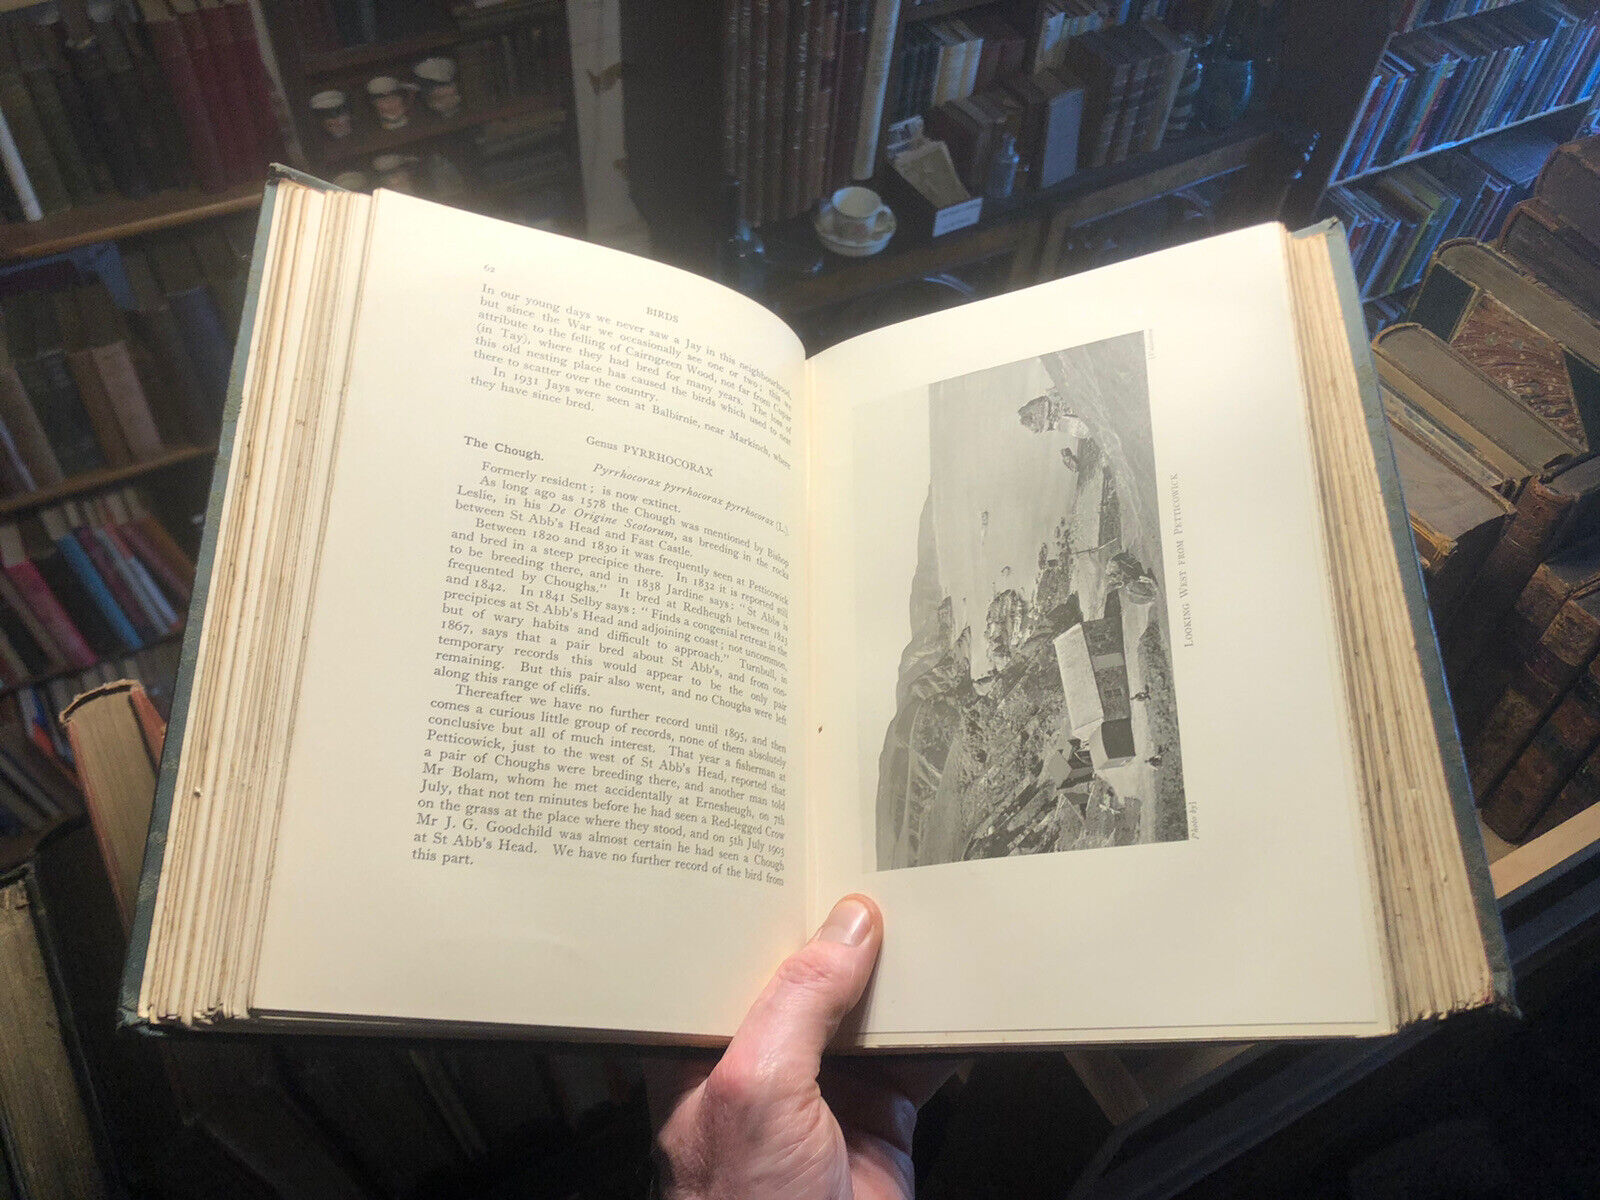 62
BIRDS
In our young days we never saw a Jay in this neighbourhood,
but since the War we occasionally see one or two; this we
attribute to the felling of Cairngreen Wood, not far from Cupar
(in Tay), where they had bred for many years. The loss of
this old nesting place has caused the birds which used to nest
there to scatter over the country.
In 1931 Jays were seen at Balbirnie, near Markinch, where
they have since bred.
Genus PYRRHOCORAX
The Chough.
Pyrrhocorax pyrrhocorax pyrrhocorax (L.).
Formerly resident; is now extinct.
As long ago as 1578 the Chough was mentioned by Bishop
Leslie, in his De Origine Scotorum, as breeding in the rocks
between St Abb's Head and Fast Castle.
Between 1820 and 1830 it was frequently seen at Petticowick
and bred in a steep precipice there. In 1832 it is reported still
to be breeding there, and in 1838 Jardine says: "St Abbs is
frequented by Choughs." It bred at Redheugh between 1823
and 1842. In 1841 Selby says: "Finds a congenial retreat in the
precipices at St Abb's Head and adjoining coast; not uncommon,
but of wary habits and difficult to approach." Turnbull, in
1867, says that a pair bred about St Abb's, and from con-
temporary records this would appear to be the only pair
remaining. But this pair also went, and no Choughs were left
along this range of cliffs.
Thereafter we have no further record until 1895, and then
comes a curious little group of records, none of them absolutely
conclusive but all of much interest. That year a fisherman at
Petticowick, just to the west of St Abb's Head, reported that
a pair of Choughs were breeding there, and another man told
Mr Bolam, whom he met accidentally at Ernesheugh, on 7th
July, that not ten minutes before he had seen a Red-legged Crow
on the grass at the place where they stood, and on 5th July 1903
Mr J. G. Goodchild was almost certain he had seen a Chough
at St Abb's Head. We have no further record of the bird from
this part.
Photo by]
LOOKING WEST FROM PETTICOWICK